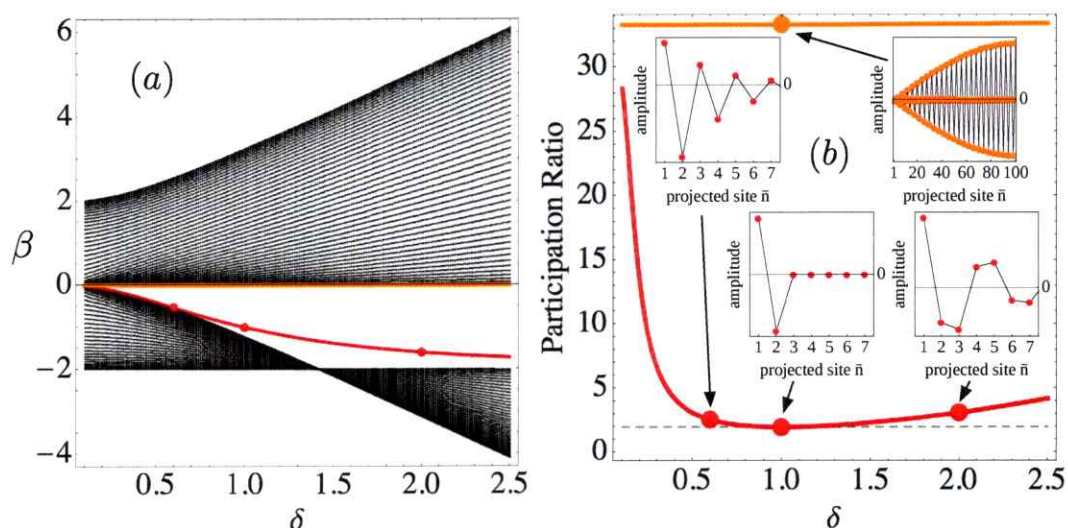 (a)
6
4
2
0
−2
−4
β
0.5 1.0 1.5 2.0 2.5
δ
(b)
30
25
20
15
10
5
0
Participation Ratio
0.5 1.0 1.5 2.0 2.5
δ
amplitude
0
1 2 3 4 5 6 7
projected site n̄
amplitude
0
1 20 40 60 80 100
projected site n̄
amplitude
0
1 2 3 4 5 6 7
projected site n̄
amplitude
0
1 2 3 4 5 6 7
projected site n̄